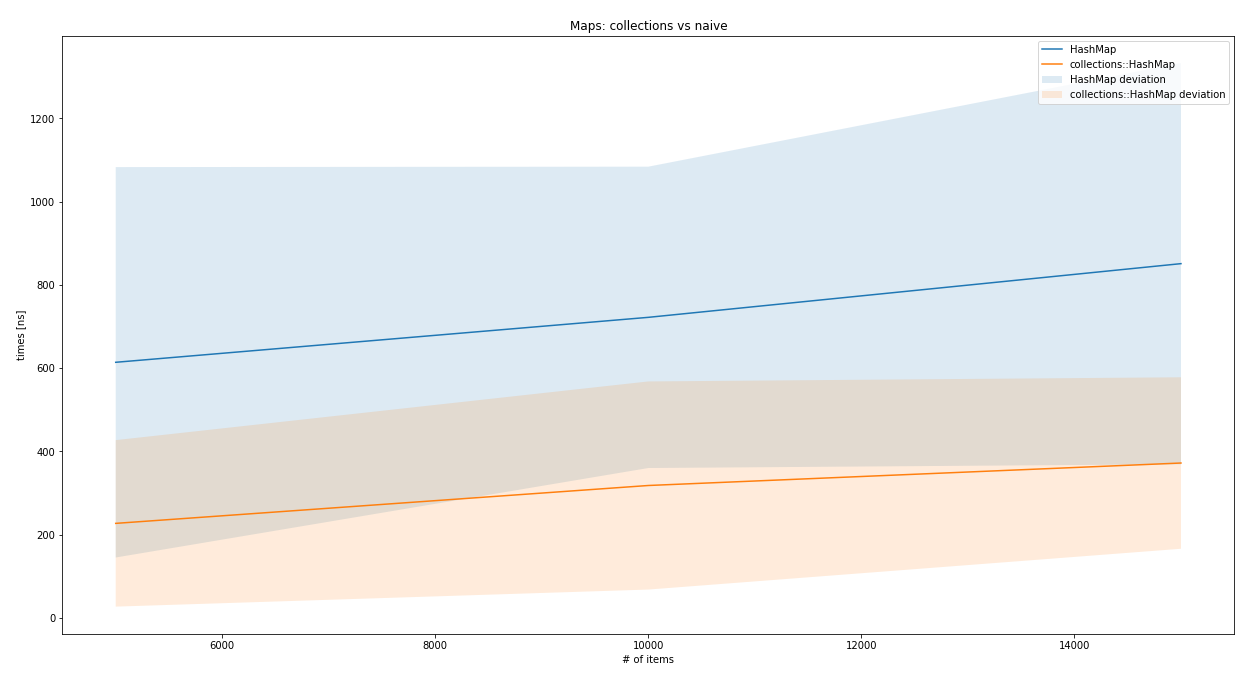 Maps: collections vs naive
HashMap
collections::HashMap
HashMap deviation
collections::HashMap deviation
times [ns]
1200
1000
800
600
400
200
0
6000
8000
10000
12000
14000
# of items